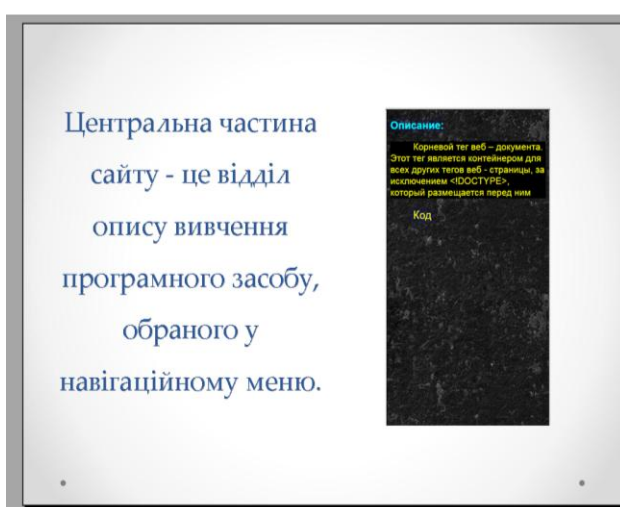 Центральна частина
сайту - це відділ
опису вивчення
програмного засобу,
обраного у
навігаційному меню.
Описание:
Корневой тег веб – документа.
Этот тег является контейнером для
всех других тегов веб - страницы, за
исключением <!DOCTYPE>,
который размещается перед ним
Код